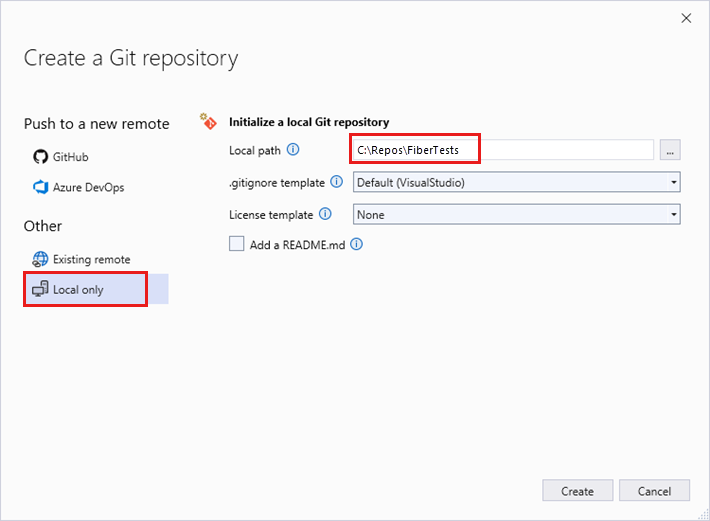 Create a Git repository
Push to a new remote
GitHub
Azure DevOps
Other
Existing remote
Local only
Initialize a local Git repository
Local path
C:\Repos\FiberTests
...
.gitignore template
Default (VisualStudio)
License template
None
Add a README.md
Create
Cancel